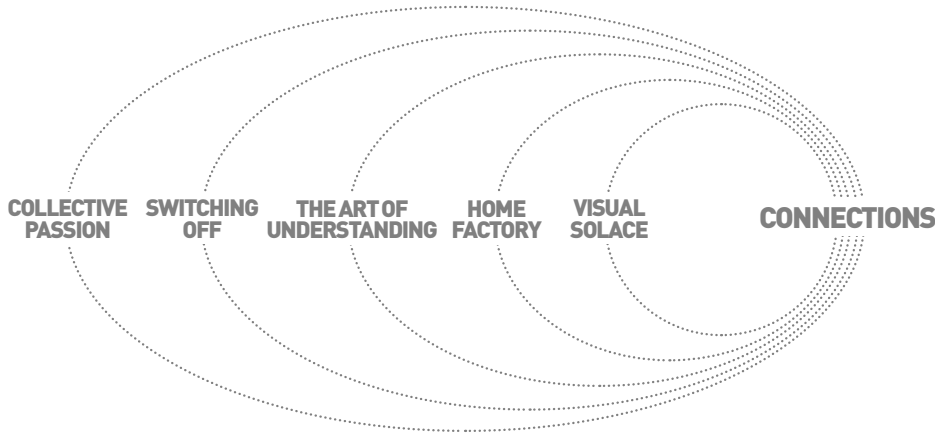 COLLECTIVE
PASSION
SWITCHING
OFF
THE ART OF
UNDERSTANDING
HOME
FACTORY
VISUAL
SOLACE
CONNECTIONS